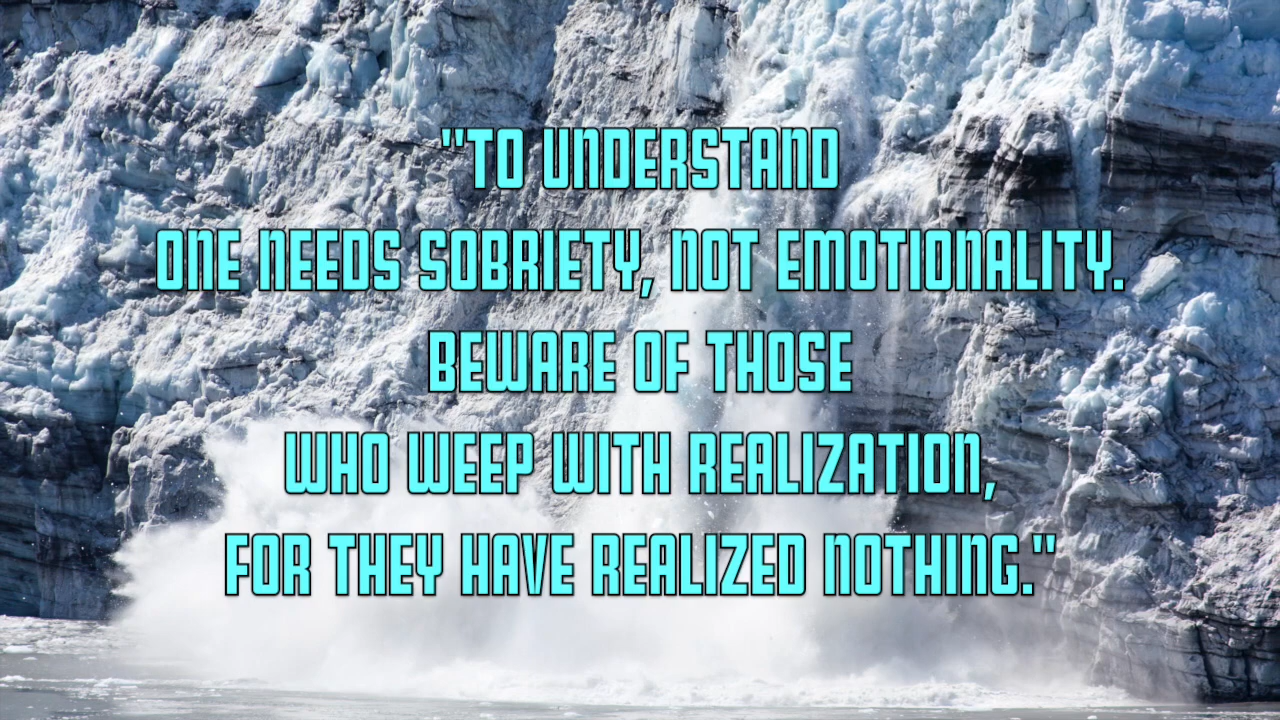 "TO UNDERSTAND
ONE NEEDS SOBRIETY, NOT EMOTIONALITY.
BEWARE OF THOSE
WHO WEEP WITH REALIZATION,
FOR THEY HAVE REALIZED NOTHING."